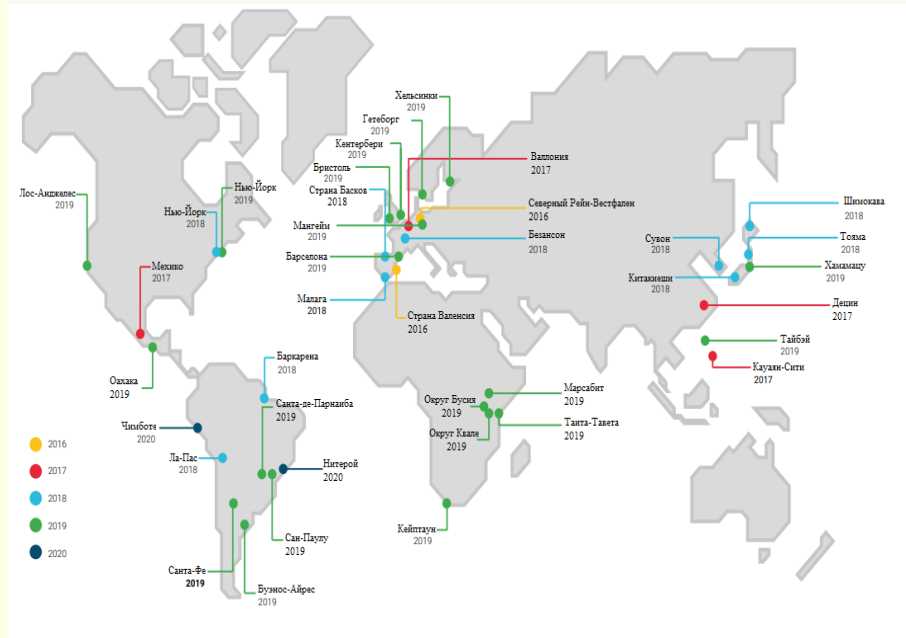 Хельсинки
2019
Гетеборг
2019
Кентербери
2019
Бристоль
2019
Страна Басков
2018
Мангейм
2019
Барселона
2019
Малага
2018
Валлония
2017
Северный Рейн-Вестфален
2016
Безансон
2018
Страна Валенсия
2016
Лос-Анджелес
2019
Нью-Йорк
2019
Нью-Йорк
2018
Мехико
2017
Оахака
2019
Шимокава
2018
Тояма
2018
Сувон
2018
Хамамацу
2019
Китакиеши
2018
Децин
2017
Тайбэй
2019
Кауаян-Сити
2017
Баркарена
2018
Санта-де-Парнаиба
2019
Чимботе
2020
Ла-Пас
2018
Нитерой
2020
Сан-Паулу
2019
Санта-Фе
2019
Буэнос-Айрес
2019
Марсабит
2019
Округ Бусия
2019
Таита-Тавета
2019
Округ Квале
2019
Кейптаун
2019
2016
2017
2018
2019
2020